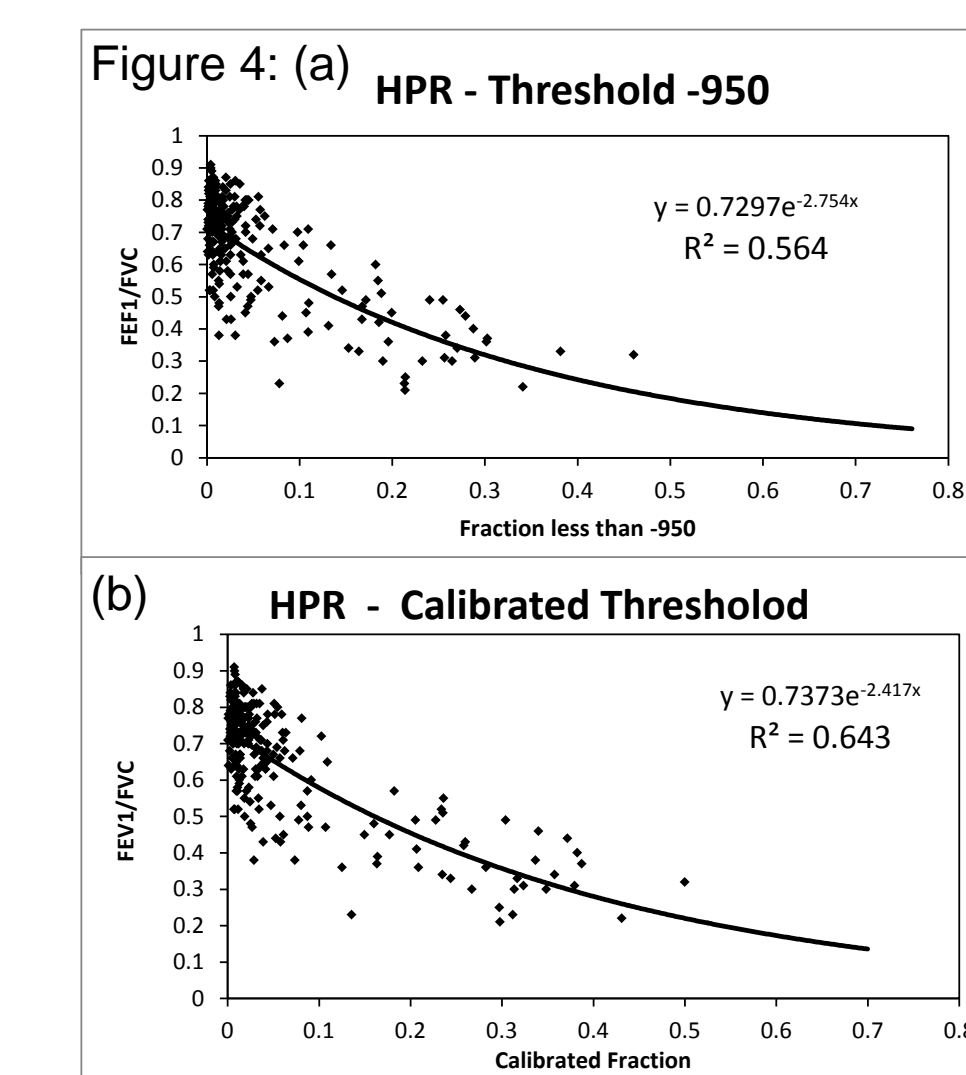 Figure 4: (a)
HPR - Threshold -950
1
0.9
0.8
0.7
0.6
0.5
0.4
0.3
0.2
0.1
0
FEF1/FVC
y = 0.7297e^-2.754x
R² = 0.564
0 0.1 0.2 0.3 0.4 0.5 0.6 0.7 0.8
Fraction less than -950
(b)
HPR - Calibrated Thresholod
1
0.9
0.8
0.7
0.6
0.5
0.4
0.3
0.2
0.1
0
FEV1/FVC
y = 0.7373e^-2.417x
R² = 0.643
0 0.1 0.2 0.3 0.4 0.5 0.6 0.7 0.8
Calibrated Fraction